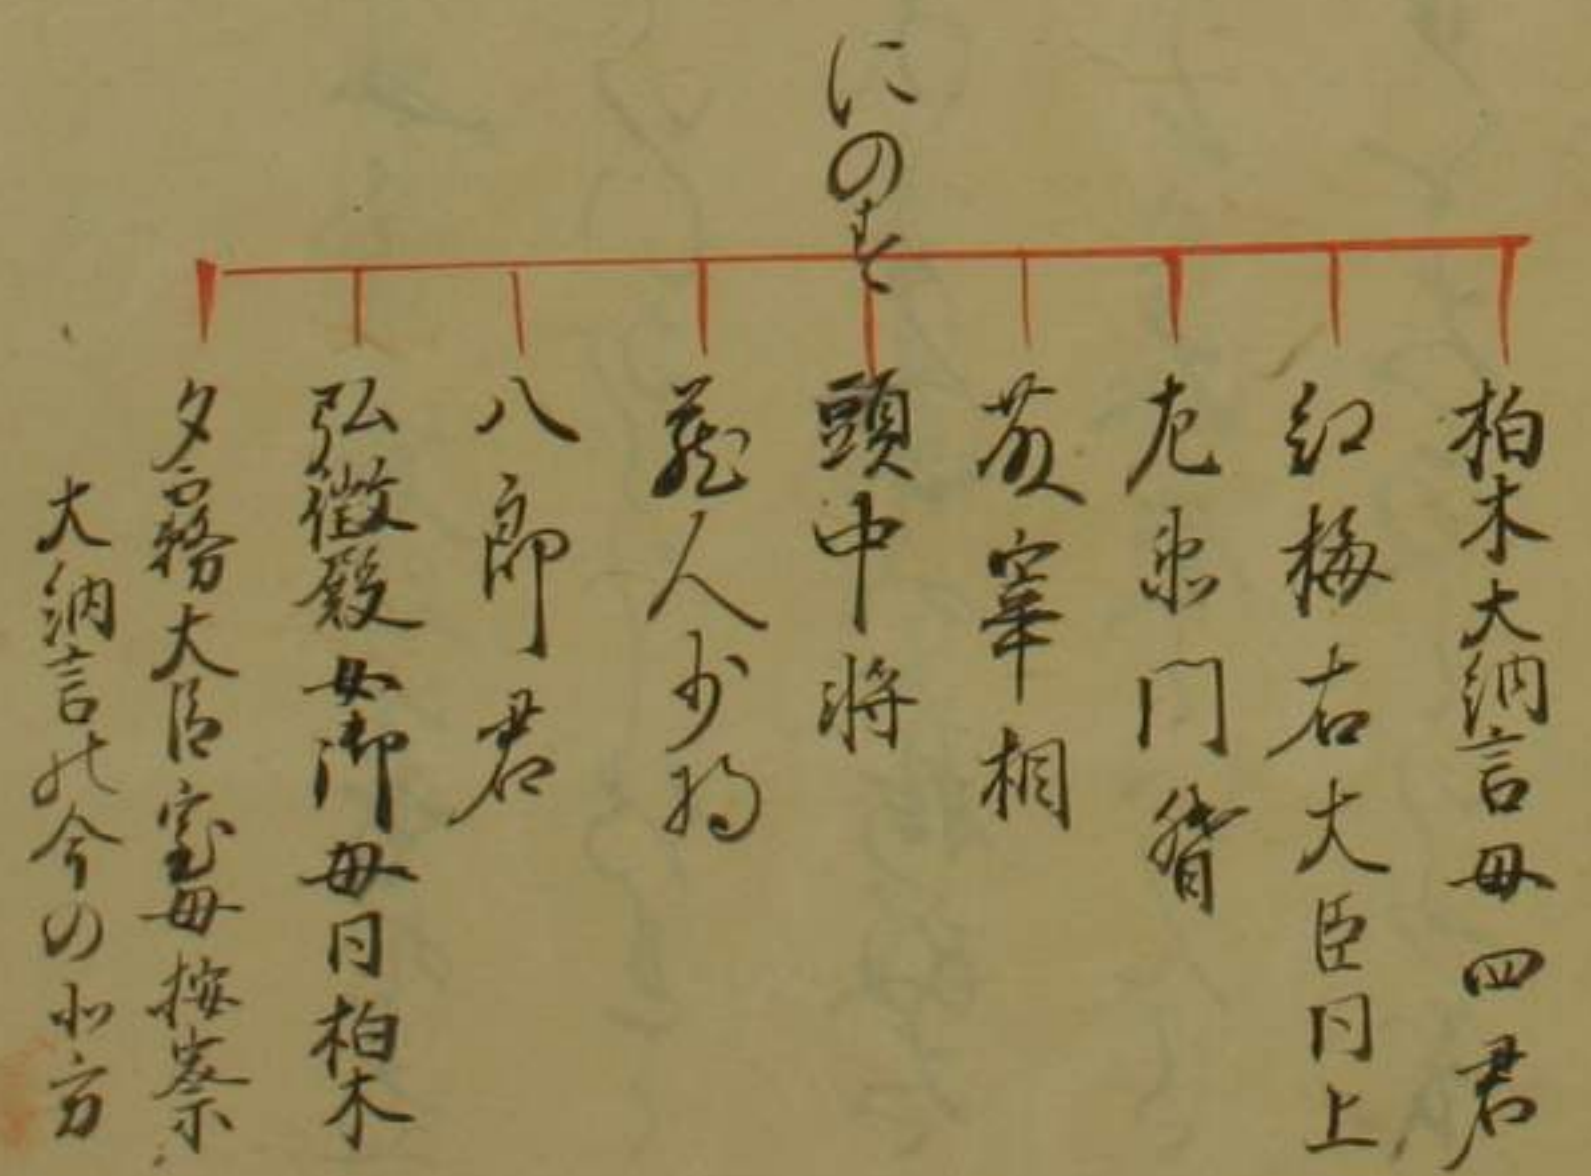 にのす
柏木大納言母四君
紅梅右大臣同上
左衛門督
藤宰相
頭中将
蔵人少将
八郎君
弘徽殿女御母同柏木
夕霧大臣室母按察
大納言の今の北方